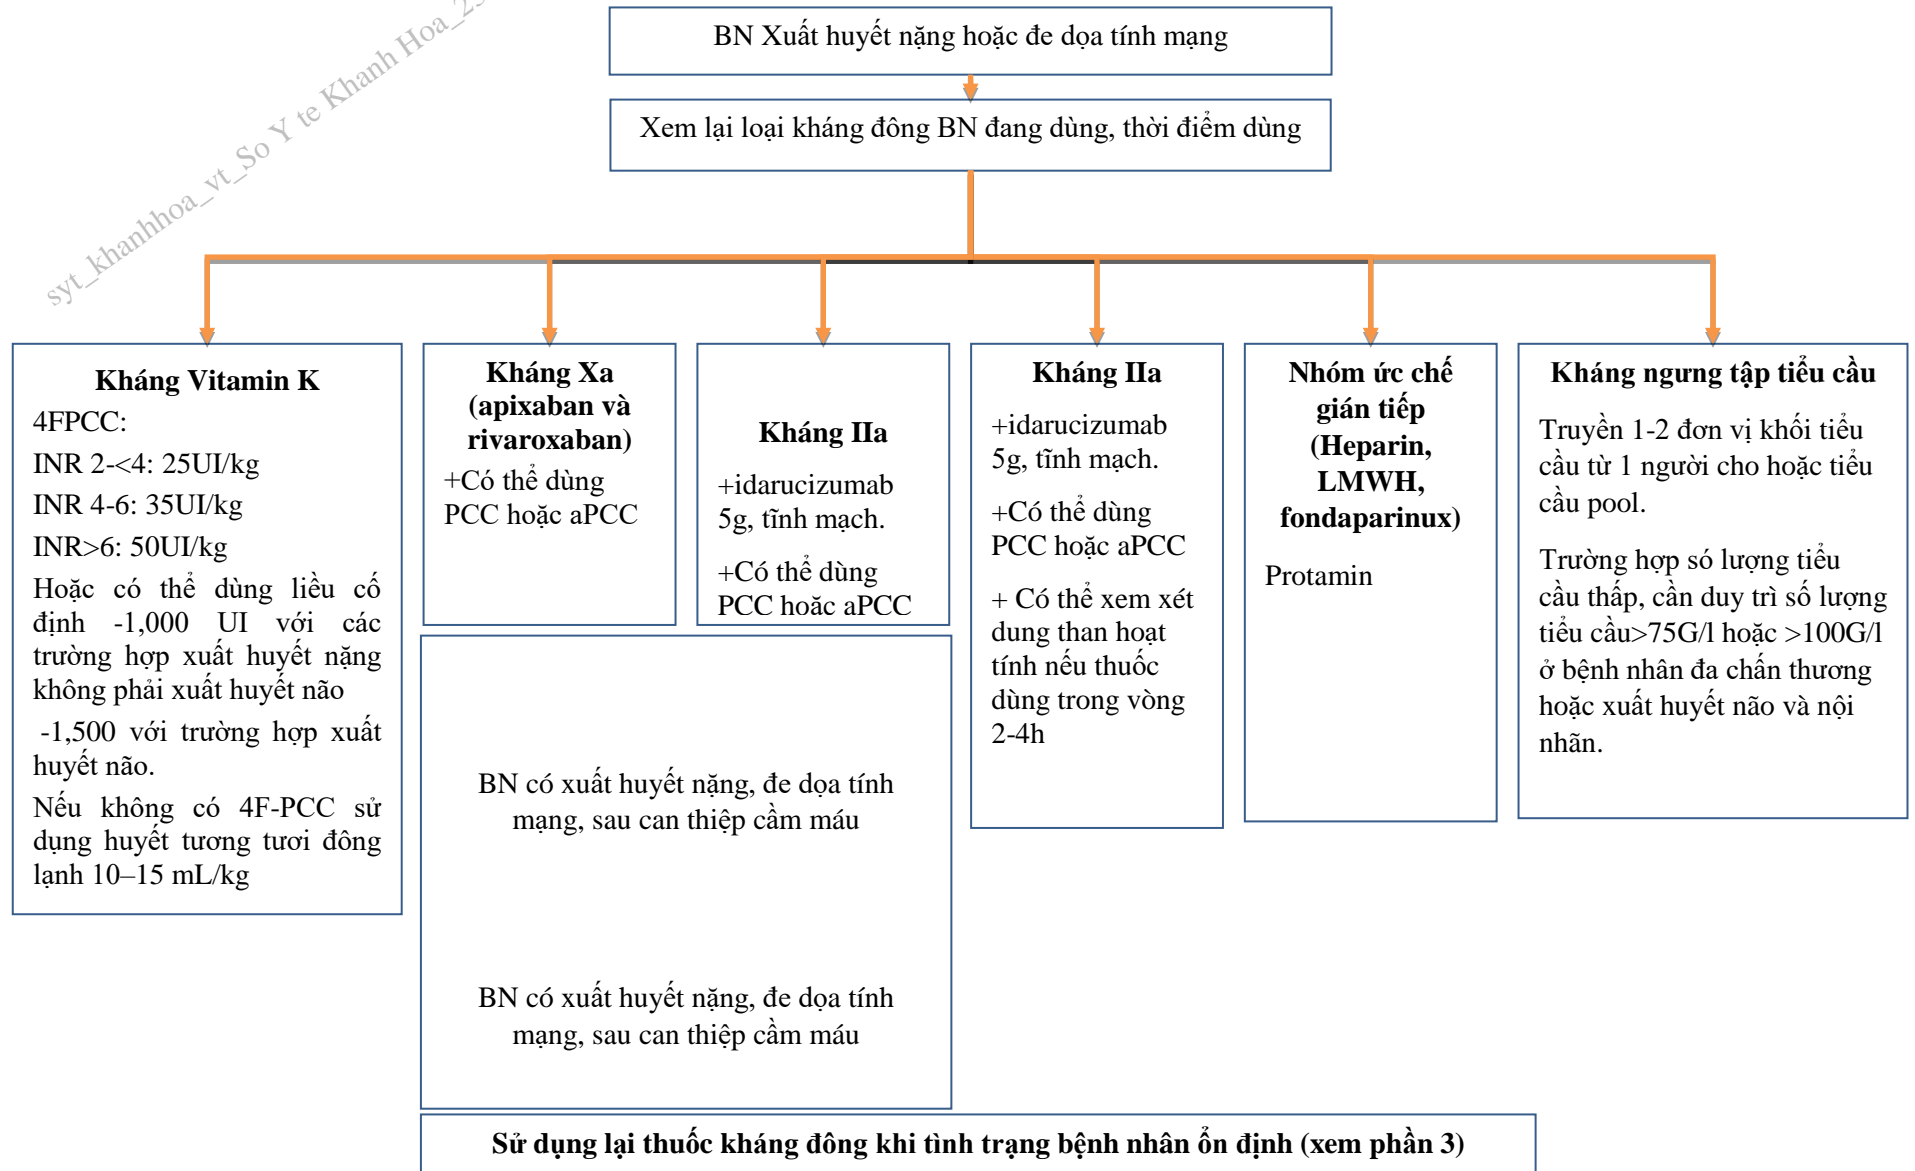 BN Xuất huyết nặng hoặc đe dọa tính mạng
Xem lại loại kháng đông BN đang dùng, thời điểm dùng
syt_khanhhoa_vt_So Y te Khanh Hoa_
Kháng Vitamin K
4FPCC:
INR 2-<4: 25UI/kg
INR 4-6: 35UI/kg
INR>6: 50UI/kg
Hoặc có thể dùng liều cố
định -1,000 UI với các
trường hợp xuất huyết nặng
không phải xuất huyết não
-1,500 với trường hợp xuất
huyết não.
Nếu không có 4F-PCC sử
dụng huyết tương tươi đông
lạnh 10–15 mL/kg
Kháng Xa
(apixaban và
rivaroxaban)
+Có thể dùng
PCC hoặc aPCC
Kháng IIa
+idarucizumab
5g, tĩnh mạch.
+Có thể dùng
PCC hoặc aPCC
Kháng IIa
+idarucizumab
5g, tĩnh mạch.
+Có thể dùng
PCC hoặc aPCC
+ Có thể xem xét
dung than hoạt
tính nếu thuốc
dùng trong vòng
2-4h
Nhóm ức chế
gián tiếp
(Heparin,
LMWH,
fondaparinux)
Protamin
Kháng ngưng tập tiểu cầu
Truyền 1-2 đơn vị khối tiểu
cầu từ 1 người cho hoặc tiểu
cầu pool.
Trường hợp só lượng tiểu
cầu thấp, cần duy trì số lượng
tiểu cầu>75G/l hoặc >100G/l
ở bệnh nhân đa chấn thương
hoặc xuất huyết não và nội
nhãn.
BN có xuất huyết nặng, đe dọa tính
mạng, sau can thiệp cầm máu
BN có xuất huyết nặng, đe dọa tính
mạng, sau can thiệp cầm máu
Sử dụng lại thuốc kháng đông khi tình trạng bệnh nhân ổn định (xem phần 3)